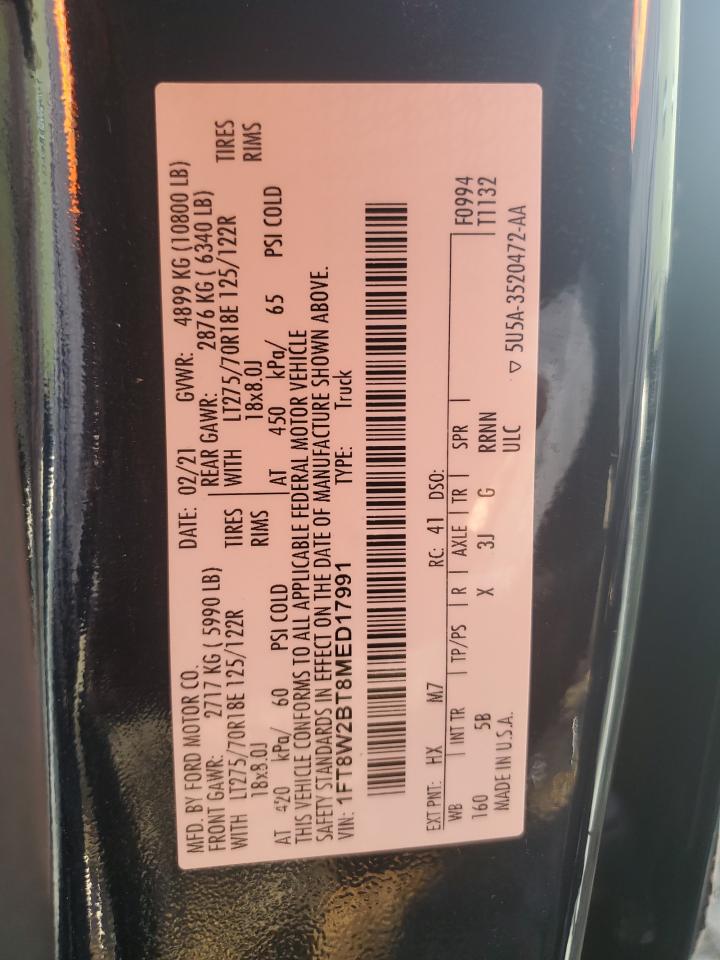 MFD. BY FORD MOTOR CO. DATE: 02/21 GVWR: 4899 KG (10800 LB)
FRONT GAWR: 2717 KG ( 5990 LB) REAR GAWR: 2876 KG ( 6340 LB)
WITH LT275/70R18E 125/122R TIRES WITH LT275/70R18E 125/122R TIRES
18x8.0J RIMS 18x8.0J RIMS
AT 420 kPa/ 60 PSI COLD AT 450 kPa/ 65 PSI COLD
THIS VEHICLE CONFORMS TO ALL APPLICABLE FEDERAL MOTOR VEHICLE
SAFETY STANDARDS IN EFFECT ON THE DATE OF MANUFACTURE SHOWN ABOVE.
VIN: 1FT8W2BT8MED17991 TYPE: Truck
EXT PNT: HX M7 RC: 41 DSO: F0994
WB INT TR TP/PS R AXLE TR SPR T1132
160 5B X 3J G RRNN
MADE IN U.S.A. ULC ▽ 5U5A-3520472-AA